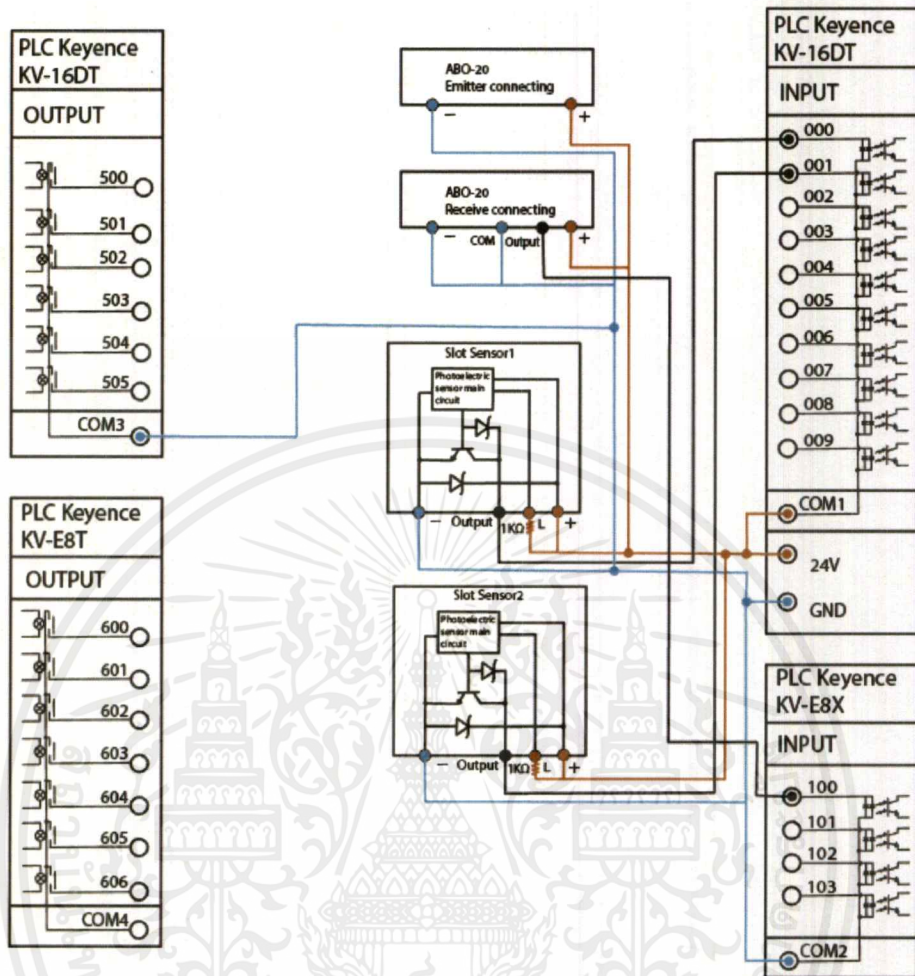 PLC Keyence
KV-16DT
OUTPUT
500
501
502
503
504
505
COM3
PLC Keyence
KV-E8T
OUTPUT
600
601
602
603
604
605
606
COM4
ABO-20
Emitter connecting
− +
ABO-20
Receive connecting
− COM Output +
Slot Sensor1
Photoelectric
sensor main
circuit
− Output 1KΩ L +
Slot Sensor2
Photoelectric
sensor main
circuit
− Output 1KΩ L +
PLC Keyence
KV-16DT
INPUT
000
001
002
003
004
005
006
007
008
009
COM1
24V
GND
PLC Keyence
KV-E8X
INPUT
100
101
102
103
COM2